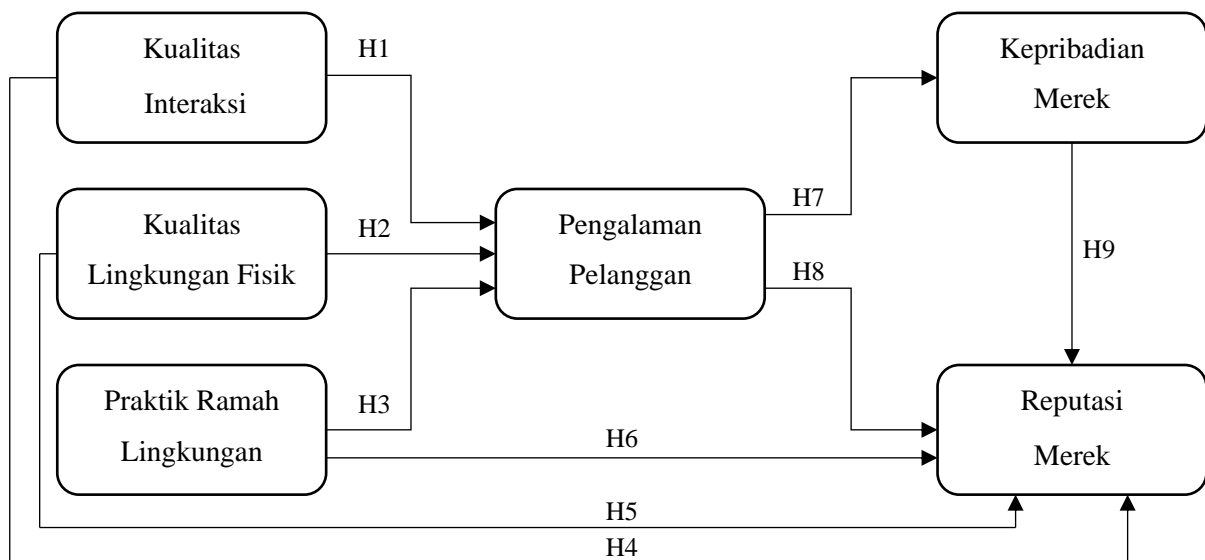 Kualitas
Interaksi
H1
Kepribadian
Merek
Kualitas
Lingkungan Fisik
H2
Pengalaman
Pelanggan
H7
H8
H9
Praktik Ramah
Lingkungan
H3
H6
Reputasi
Merek
H5
H4